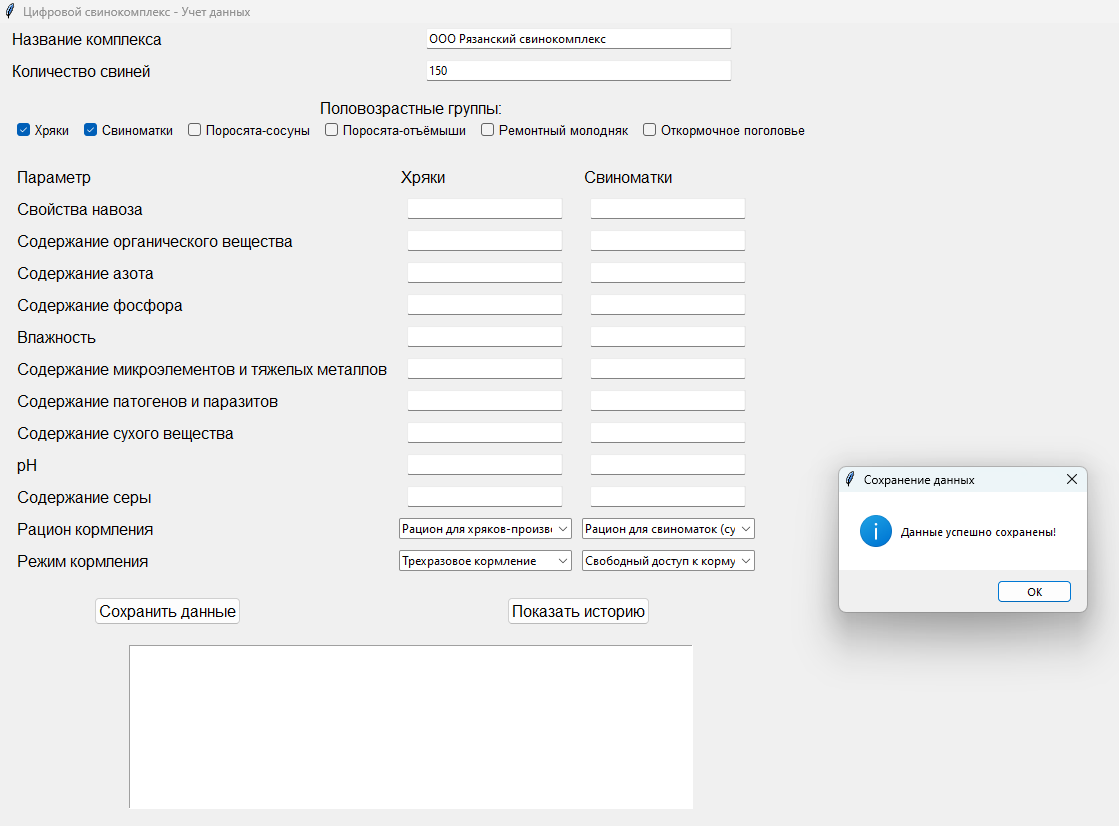 Цифровой свинокомплекс - Учет данных
Название комплекса ООО Рязанский свинокомплекс
Количество свиней 150
Половозрастные группы:
Хряки Свиноматки Поросята-сосуны Поросята-отъёмыши Ремонтный молодняк Откормочное поголовье
Параметр Хряки Свиноматки
Свойства навоза
Содержание органического вещества
Содержание азота
Содержание фосфора
Влажность
Содержание микроэлементов и тяжелых металлов
Содержание патогенов и паразитов
Содержание сухого вещества
pH
Содержание серы
Рацион кормления Рацион для хряков-произв Рацион для свиноматок (су
Режим кормления Трехразовое кормление Свободный доступ к корму
Сохранить данные Показать историю
Сохранение данных
Данные успешно сохранены!
ОК